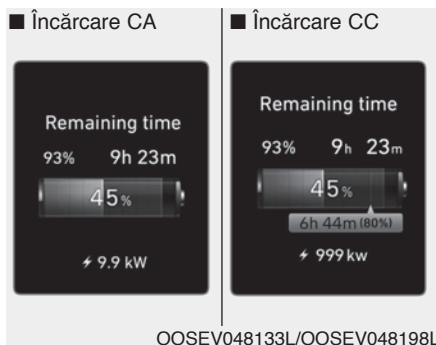 ■ Încărcare CA
Remaining time
93% 9h 23m
45%
⚡ 9.9 kW
■ Încărcare CC
Remaining time
93% 9h 23m
45%
6h 44m (80%)
⚡ 999 kw
OOSEV048133L/OOSEV048198L